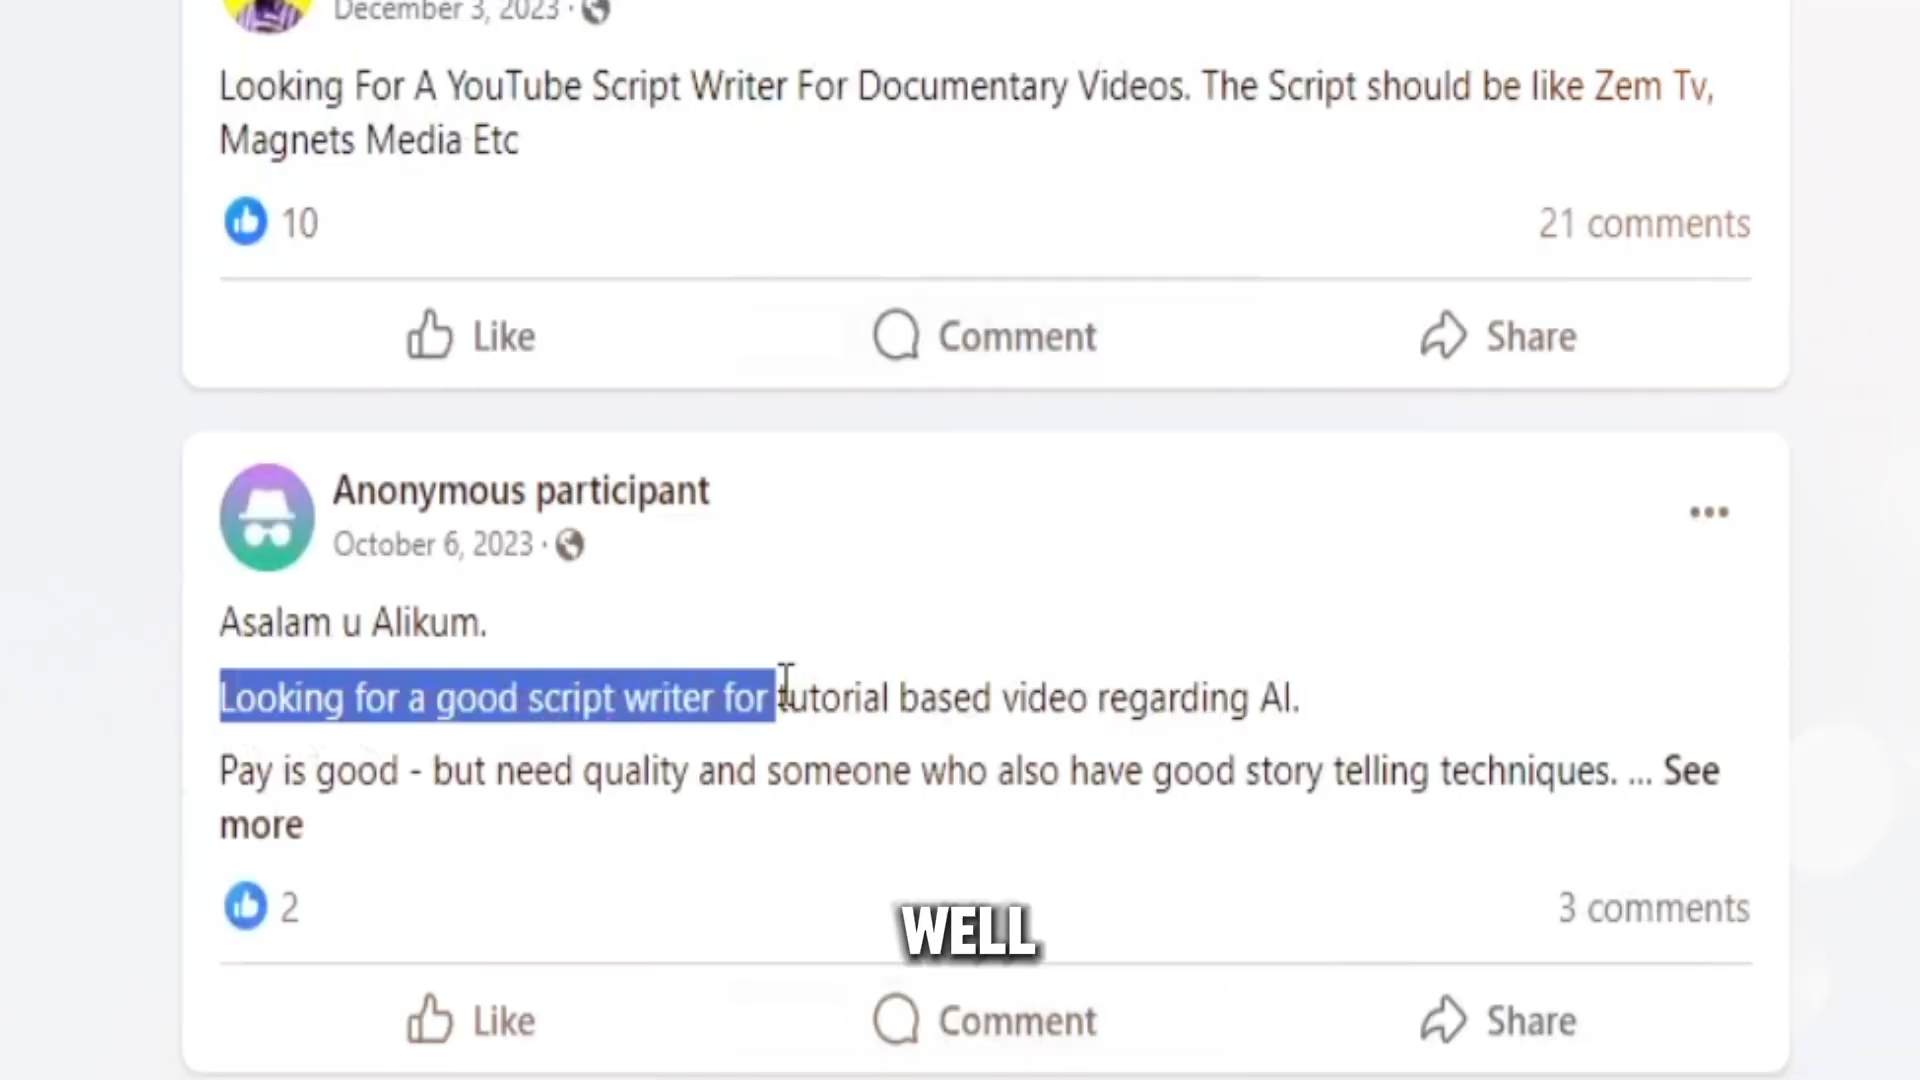 December 3, 2023 ·
Looking For A YouTube Script Writer For Documentary Videos. The Script should be like Zem Tv,
Magnets Media Etc
10
21 comments
Like
Comment
Share
Anonymous participant
October 6, 2023 ·
Asalam u Alikum.
Looking for a good script writer for tutorial based video regarding AI.
Pay is good - but need quality and someone who also have good story telling techniques. ... See
more
2
3 comments
WELL
Like
Comment
Share